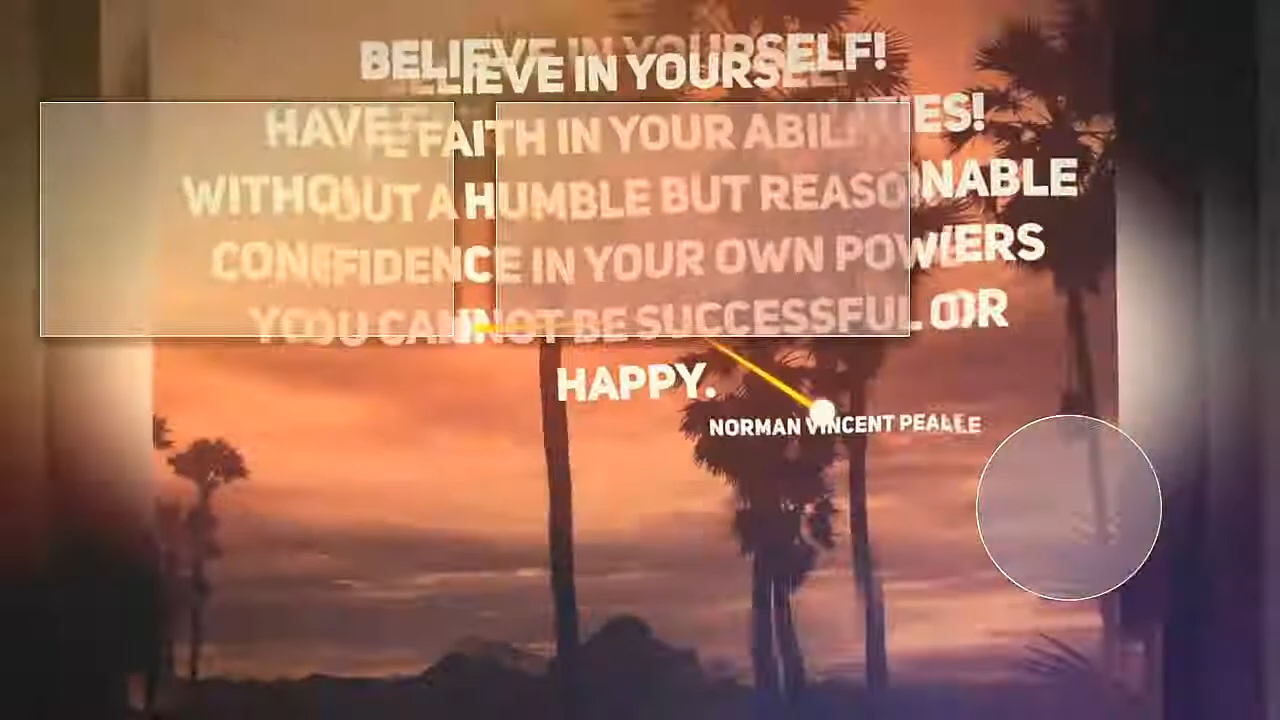 BELIEVE IN YOURSELF!
HAVE FAITH IN YOUR ABILITIES!
WITHOUT A HUMBLE BUT REASONABLE
CONFIDENCE IN YOUR OWN POWERS
YOU CANNOT BE SUCCESSFUL OR
HAPPY.
NORMAN VINCENT PEALE